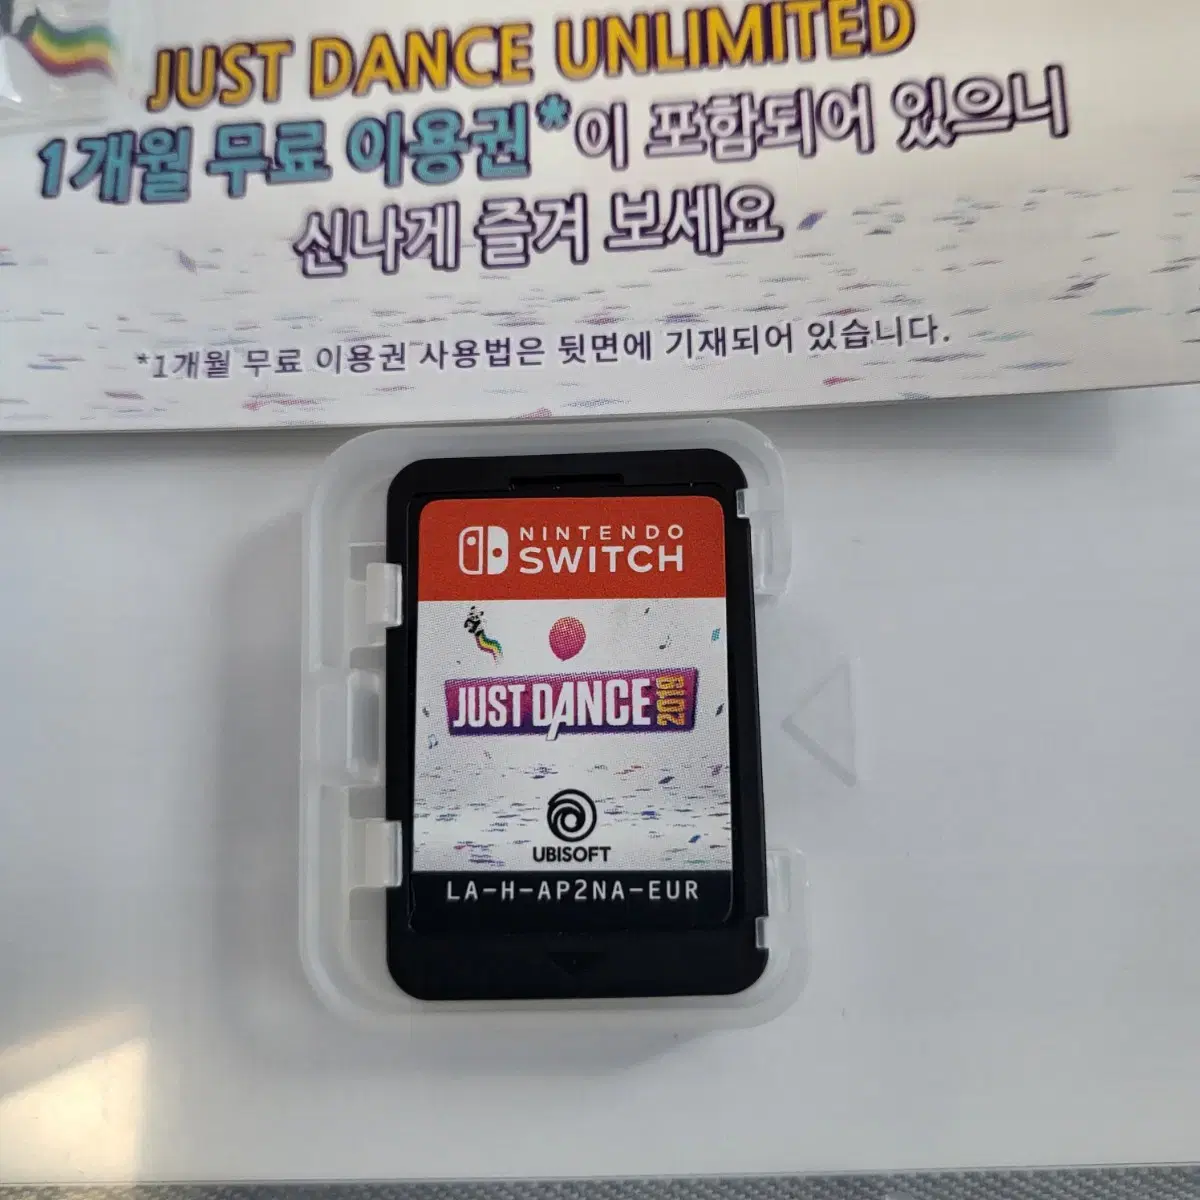 JUST DANCE UNLIMITED
1개월 무료 이용권*이 포함되어 있으니
신나게 즐겨 보세요
*1개월 무료 이용권 사용법은 뒷면에 기재되어 있습니다.
NINTENDO
SWITCH
JUST DANCE 2019
UBISOFT
LA-H-AP2NA-EUR